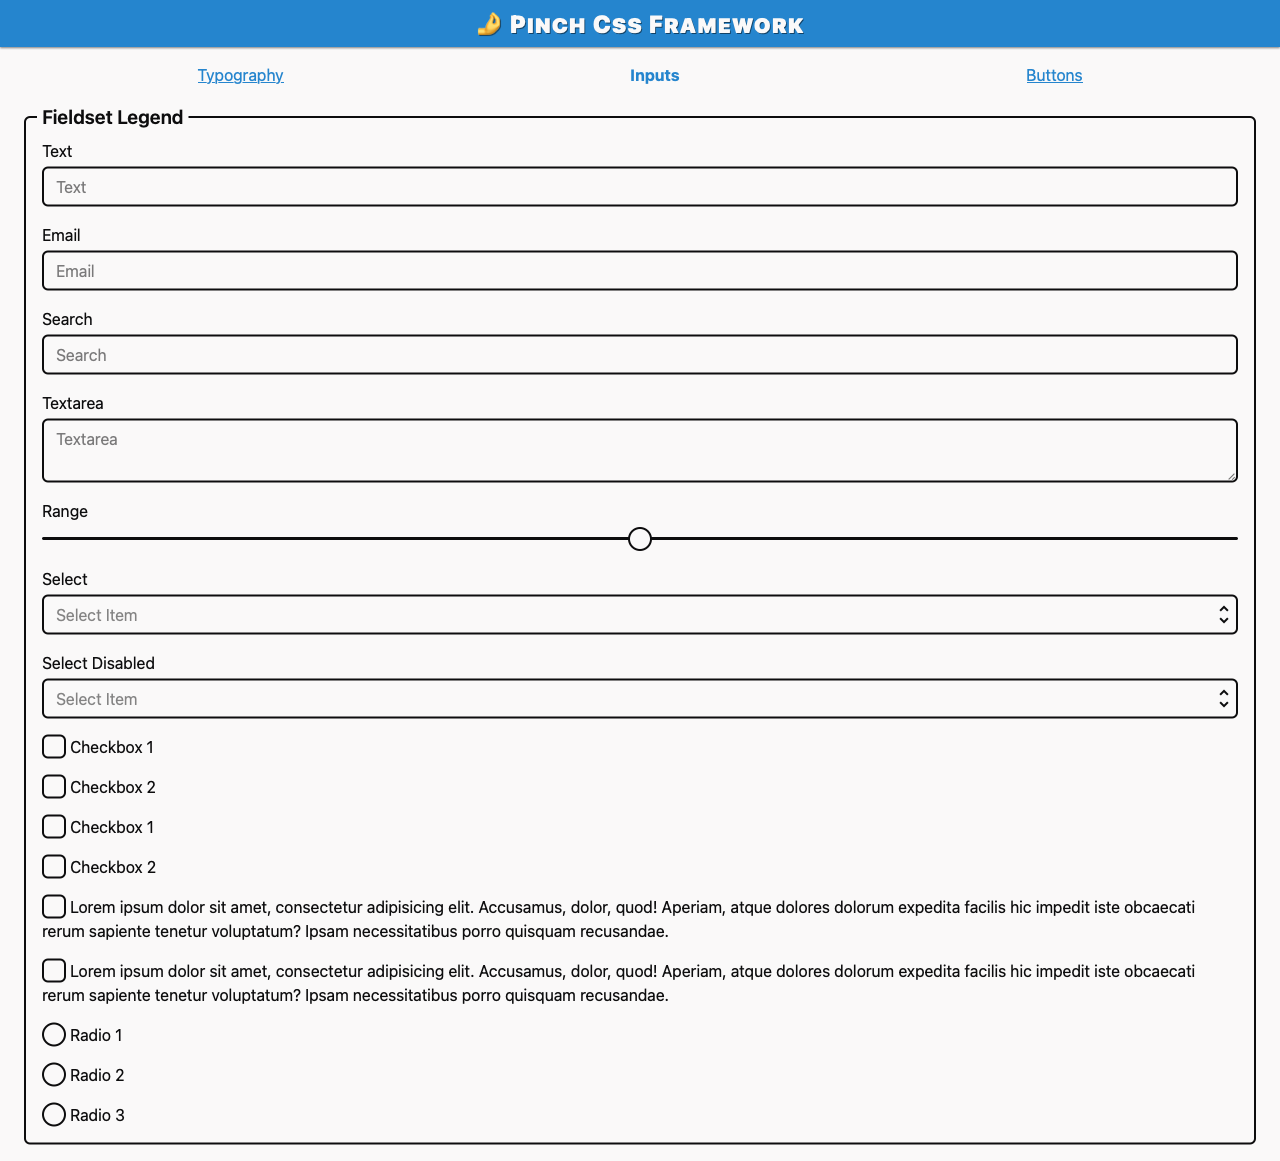 🤌 Pinch Css Framework
Typography Inputs Buttons
Fieldset Legend
Text
Text
Email
Email
Search
Search
Textarea
Textarea
Range
Select
Select Item
Select Disabled
Select Item
Checkbox 1
Checkbox 2
Checkbox 1
Checkbox 2
Lorem ipsum dolor sit amet, consectetur adipisicing elit. Accusamus, dolor, quod! Aperiam, atque dolores dolorum expedita facilis hic impedit iste obcaecati
rerum sapiente tenetur voluptatum? Ipsam necessitatibus porro quisquam recusandae.
Lorem ipsum dolor sit amet, consectetur adipisicing elit. Accusamus, dolor, quod! Aperiam, atque dolores dolorum expedita facilis hic impedit iste obcaecati
rerum sapiente tenetur voluptatum? Ipsam necessitatibus porro quisquam recusandae.
Radio 1
Radio 2
Radio 3